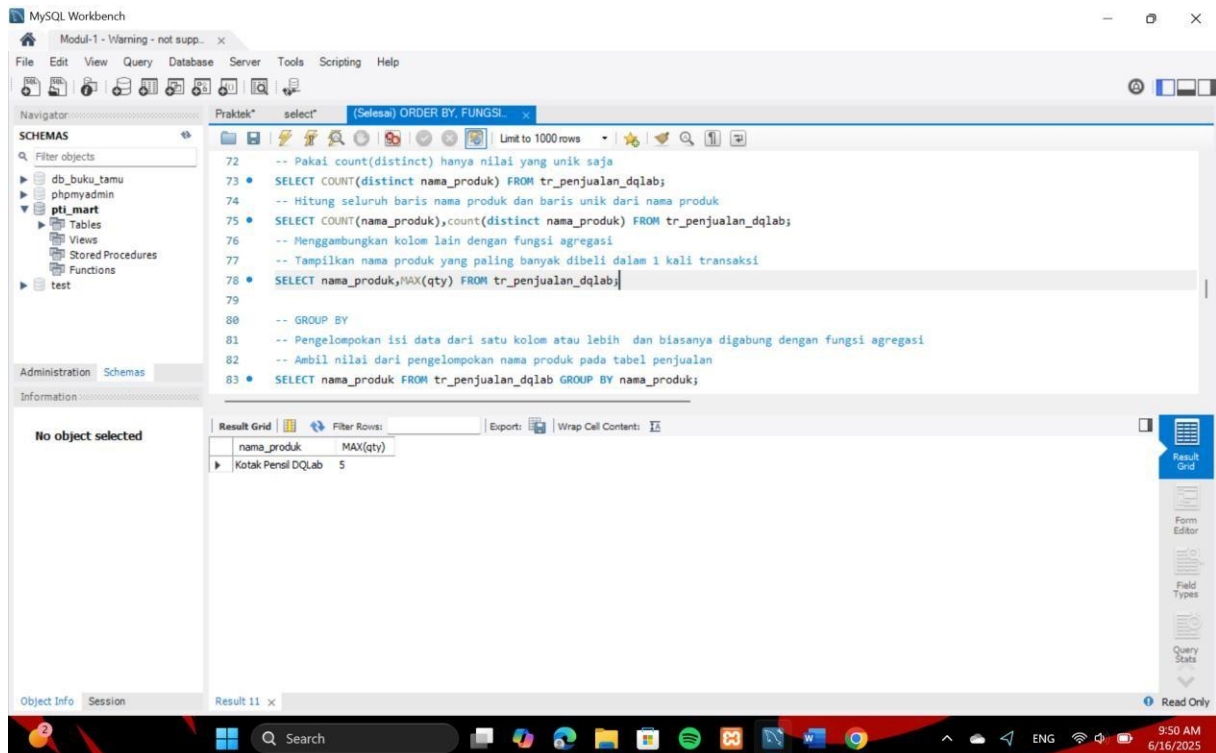 MySQL Workbench
Modul-1 - Warning - not supp..
File Edit View Query Database Server Tools Scripting Help
Navigator
SCHEMAS
Filter objects
db_buku_tamu
phpmyadmin
pti_mart
Tables
Views
Stored Procedures
Functions
test
Administration Schemas
Information
No object selected
Object Info Session
Praktek* select* (Selesai) ORDER BY, FUNGSI..
Limit to 1000 rows
72 -- Pakai count(distinct) hanya nilai yang unik saja
73 SELECT COUNT(distinct nama_produk) FROM tr_penjualan_dqlab;
74 -- Hitung seluruh baris nama produk dan baris unik dari nama produk
75 SELECT COUNT(nama_produk),count(distinct nama_produk) FROM tr_penjualan_dqlab;
76 -- Menggambungkan kolom lain dengan fungsi agregasi
77 -- Tampilkan nama produk yang paling banyak dibeli dalam 1 kali transaksi
78 SELECT nama_produk,MAX(qty) FROM tr_penjualan_dqlab;
79
80 -- GROUP BY
81 -- Pengelompokan isi data dari satu kolom atau lebih dan biasanya digabung dengan fungsi agregasi
82 -- Ambil nilai dari pengelompokan nama produk pada tabel penjualan
83 SELECT nama_produk FROM tr_penjualan_dqlab GROUP BY nama_produk;
Result Grid Filter Rows: Export: Wrap Cell Content:
nama_produk MAX(qty)
Kotak Pensil DQLab 5
Result Grid
Form Editor
Field Types
Query Stats
Result 11
Read Only
2
Search
ENG
9:50 AM
6/16/2025